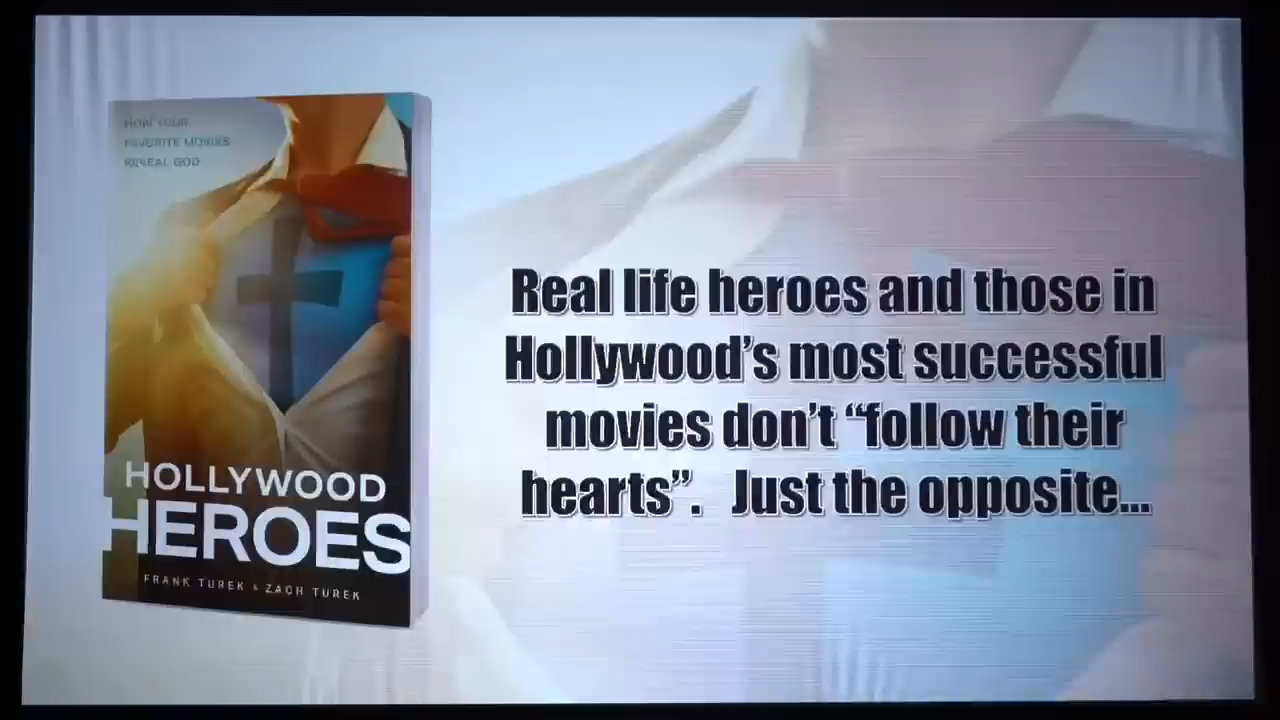 HOW YOUR
FAVORITE MOVIES
REVEAL GOD
HOLLYWOOD
HEROES
FRANK TUREK & ZACH TUREK
Real life heroes and those in
Hollywood’s most successful
movies don’t “follow their
hearts”. Just the opposite...